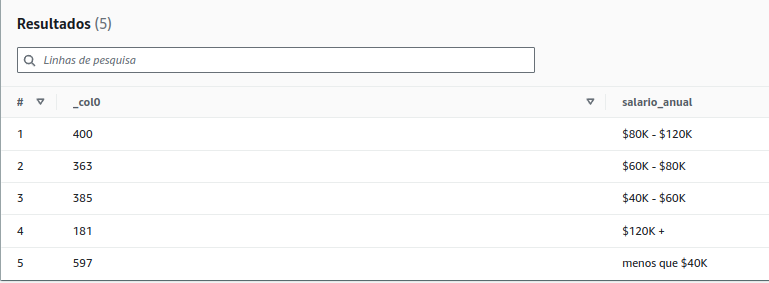 Resultados (5)
Linhas de pesquisa
# _col0 salario_anual
1 400 $80K - $120K
2 363 $60K - $80K
3 385 $40K - $60K
4 181 $120K +
5 597 menos que $40K